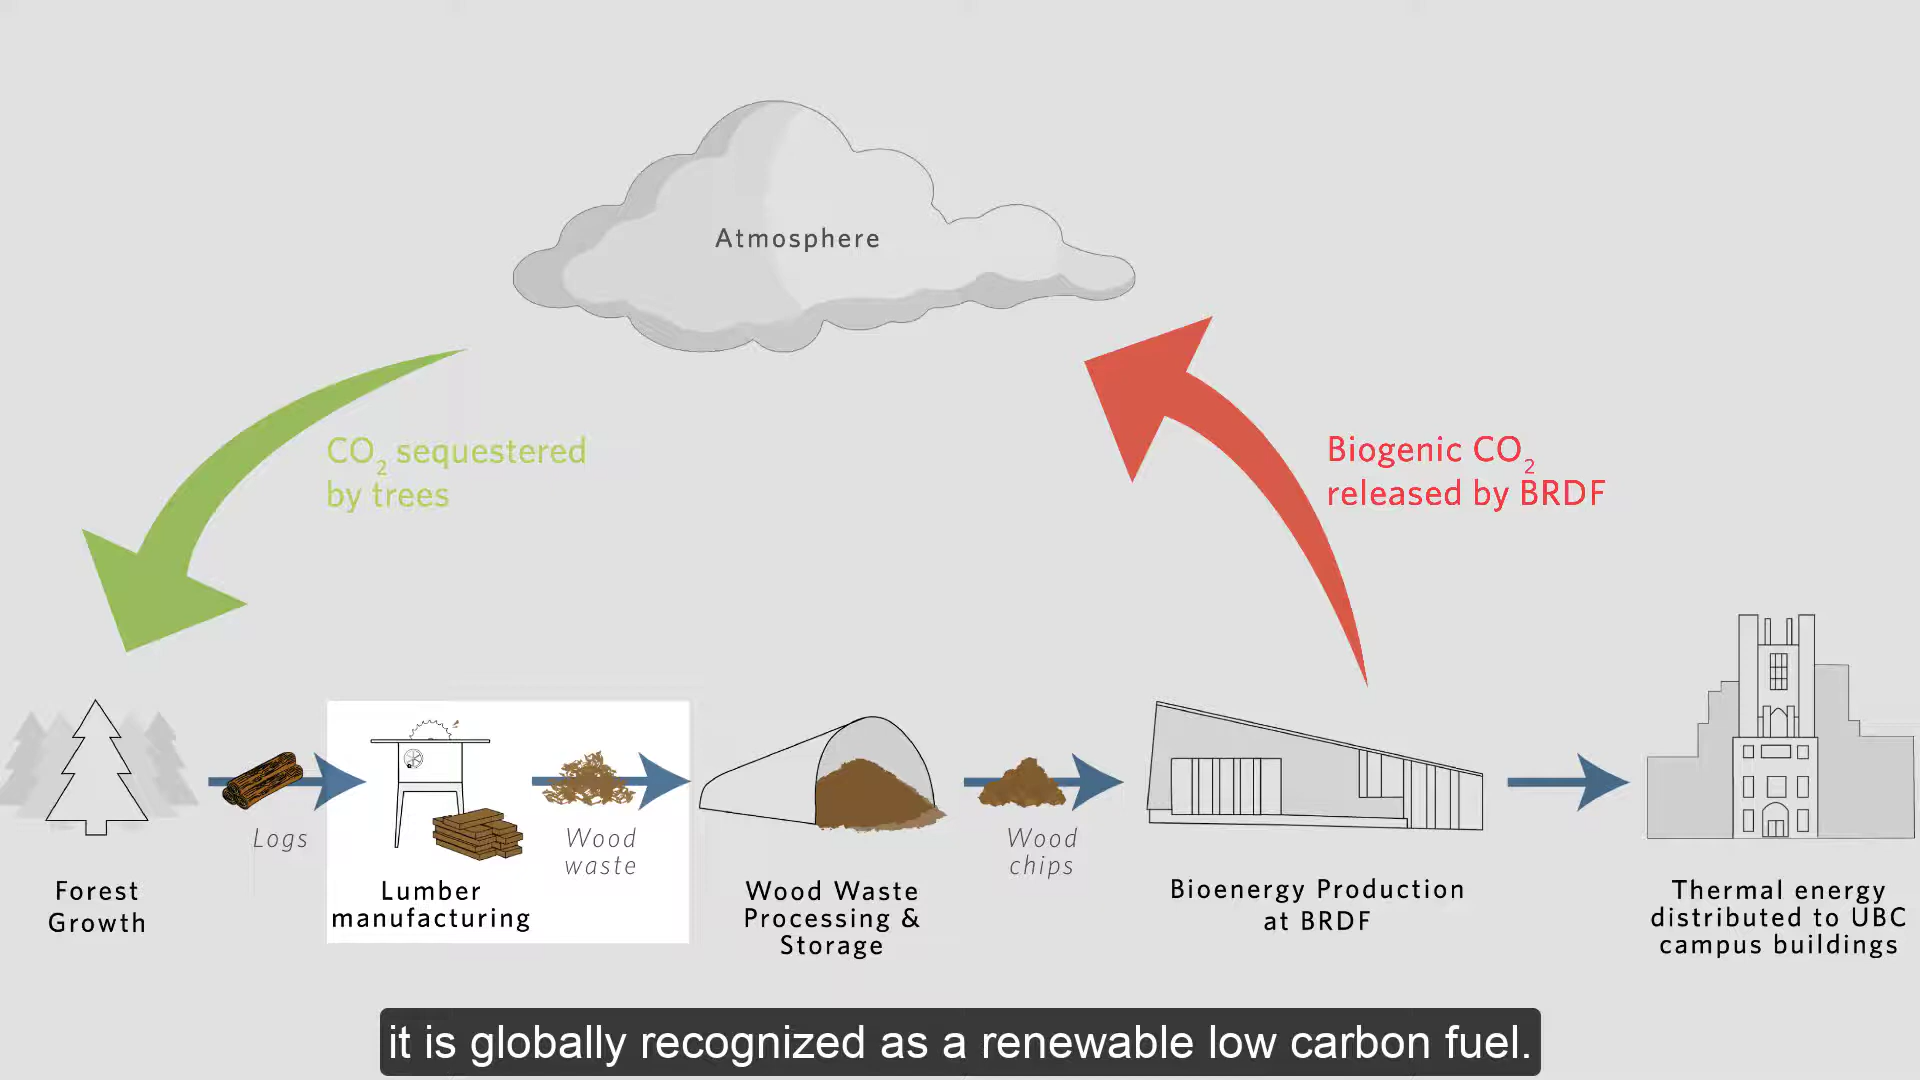 Atmosphere
CO2 sequestered
by trees
Biogenic CO2
released by BRDF
Logs
Wood
waste
Wood
chips
Forest
Growth
Lumber
manufacturing
Wood Waste
Processing &
Storage
Bioenergy Production
at BRDF
Thermal energy
distributed to UBC
campus buildings
it is globally recognized as a renewable low carbon fuel.